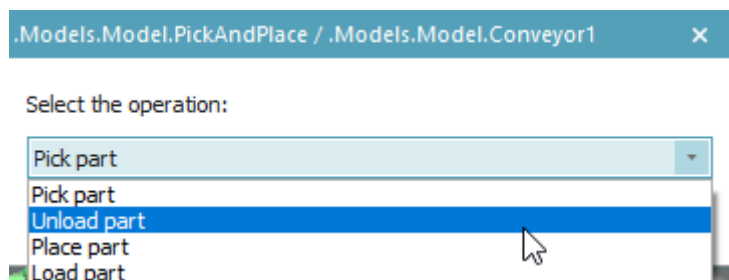 .Models.Model.PickAndPlace / .Models.Model.Conveyor1
Select the operation:
Pick part
Pick part
Unload part
Place part
Load part